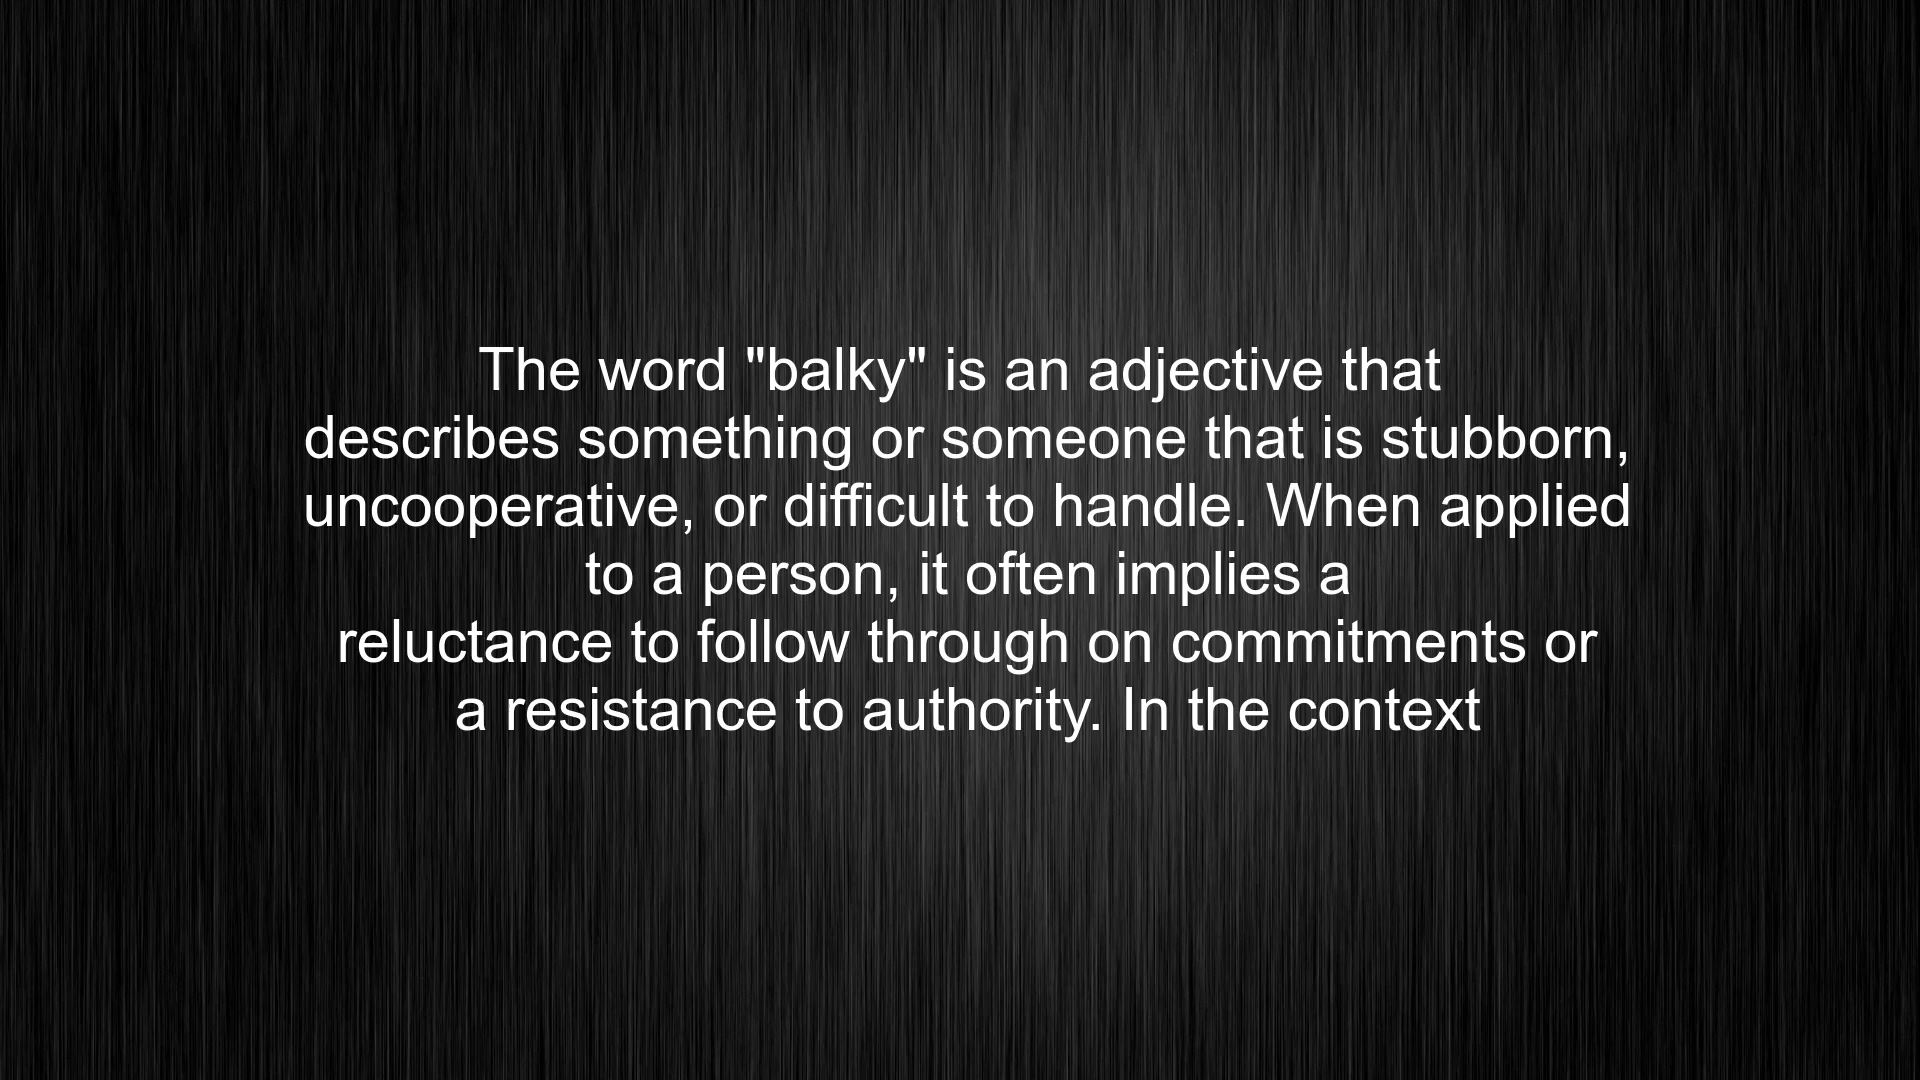 The word "balky" is an adjective that
describes something or someone that is stubborn,
uncooperative, or difficult to handle. When applied
to a person, it often implies a
reluctance to follow through on commitments or
a resistance to authority. In the context